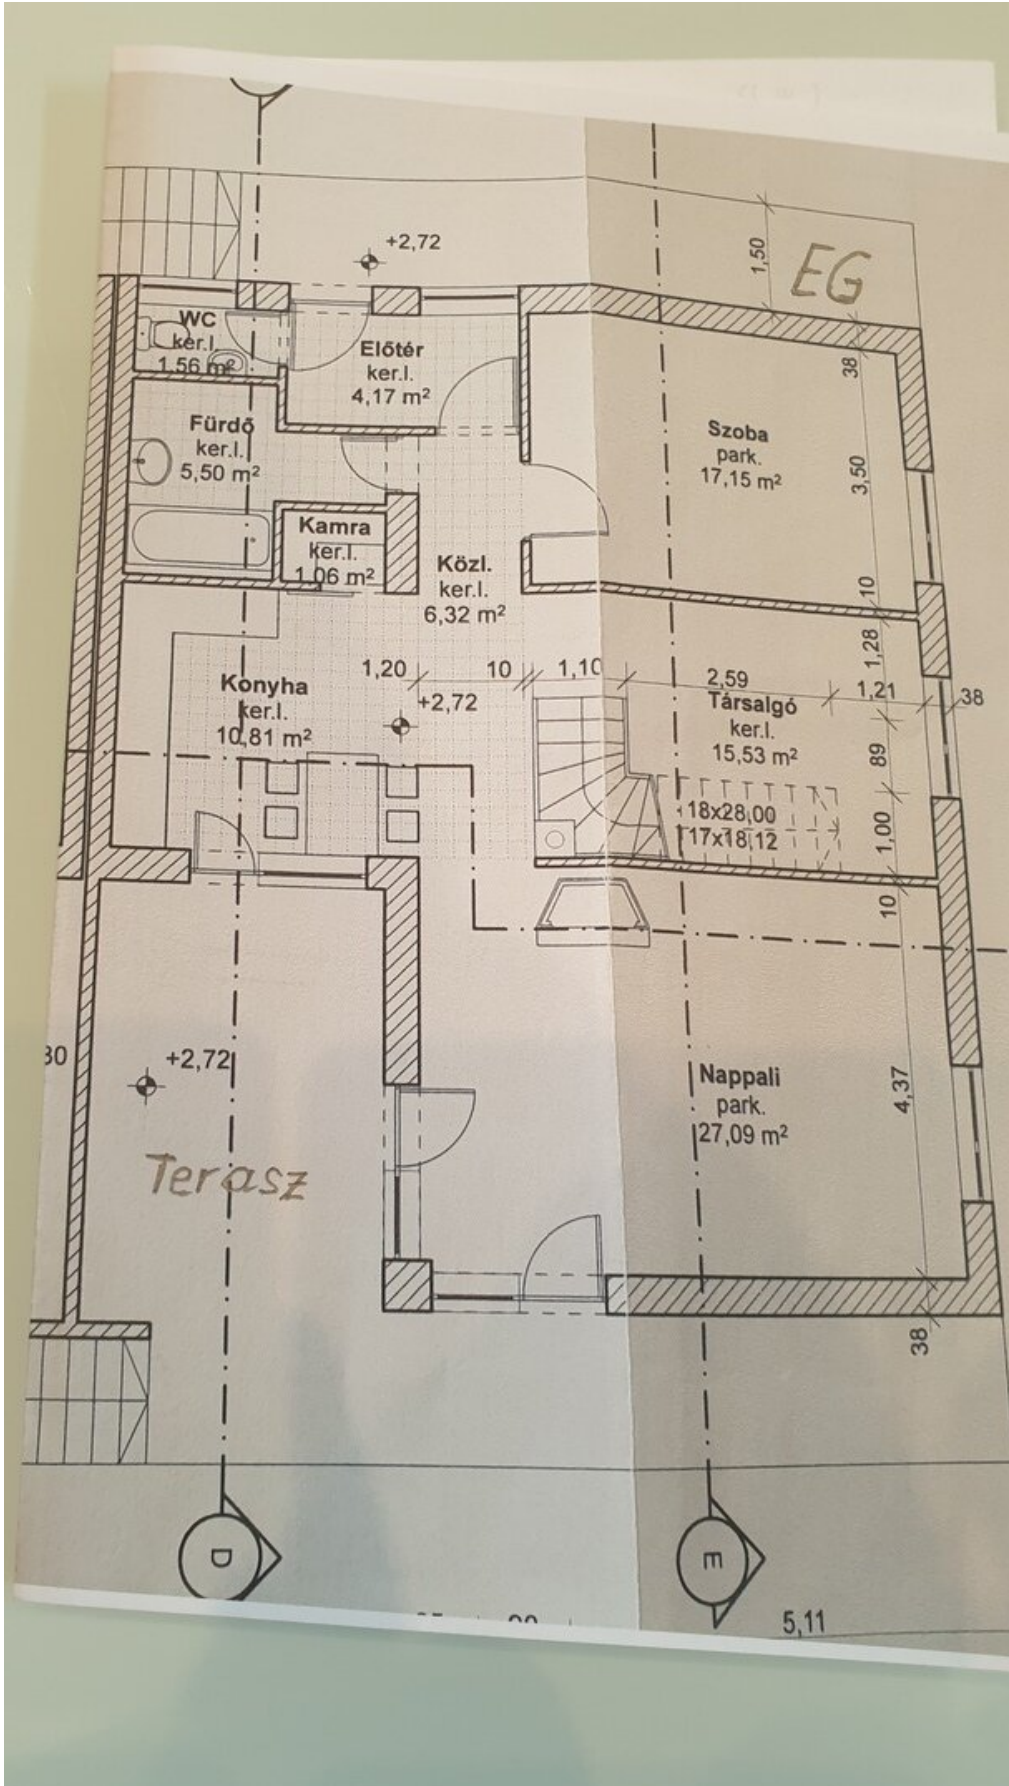 +2,72
1,50
EG
WC
ker.l.
1,56 m²
Előtér
ker.l.
4,17 m²
38
Fürdő
ker.l.
5,50 m²
Szoba
park.
17,15 m²
3,50
Kamra
ker.l.
1,06 m²
Közl.
ker.l.
6,32 m²
10
1,28
1,20
10
1,10
2,59
1,21
38
Konyha
ker.l.
10,81 m²
+2,72
Társalgó
ker.l.
15,53 m²
89
18x28,00
17x18,12
1,00
10
30
+2,72
Nappali
park.
27,09 m²
4,37
Terasz
38
D
E
5,11